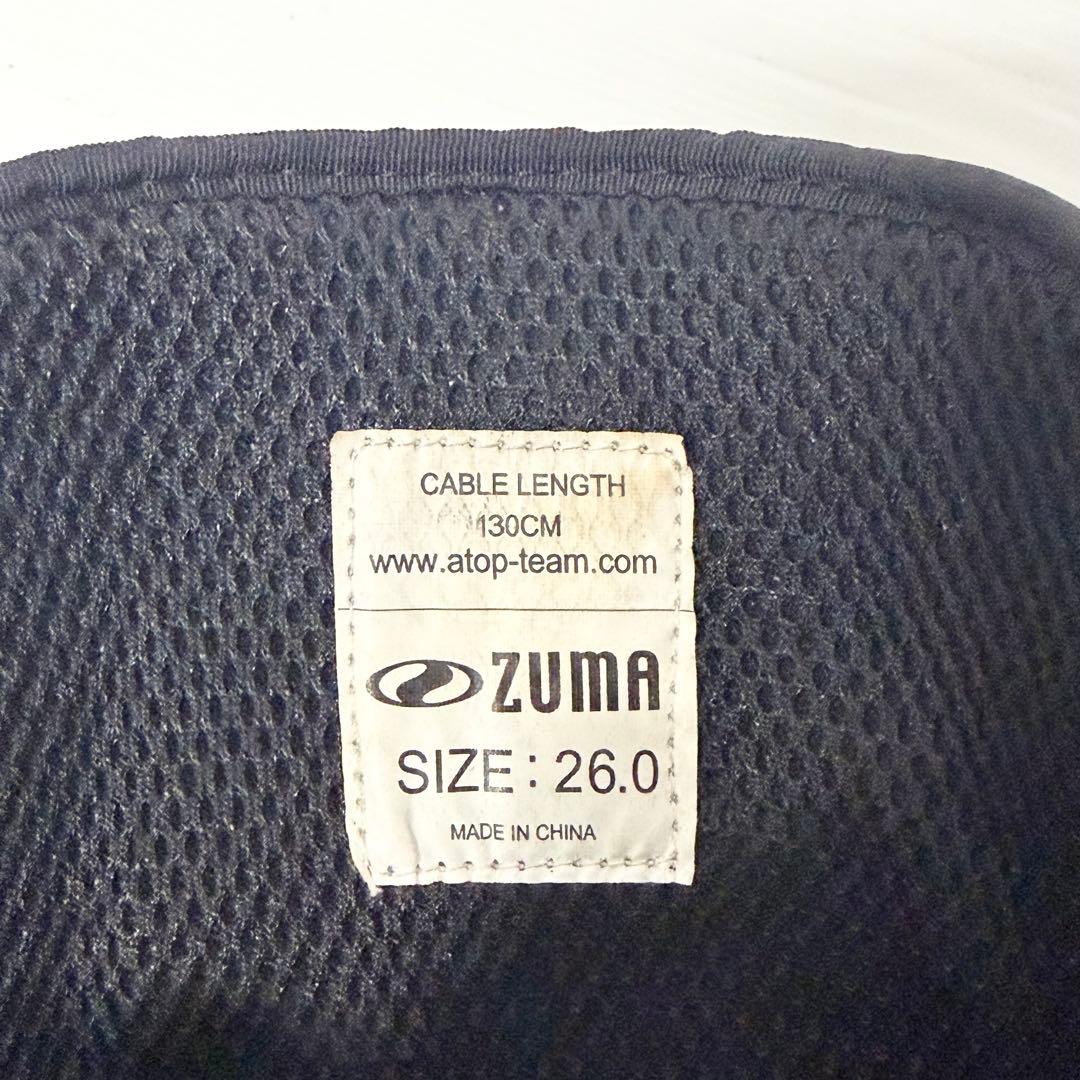 CABLE LENGTH
130CM
www.atop-team.com
ZUMA
SIZE : 26.0
MADE IN CHINA